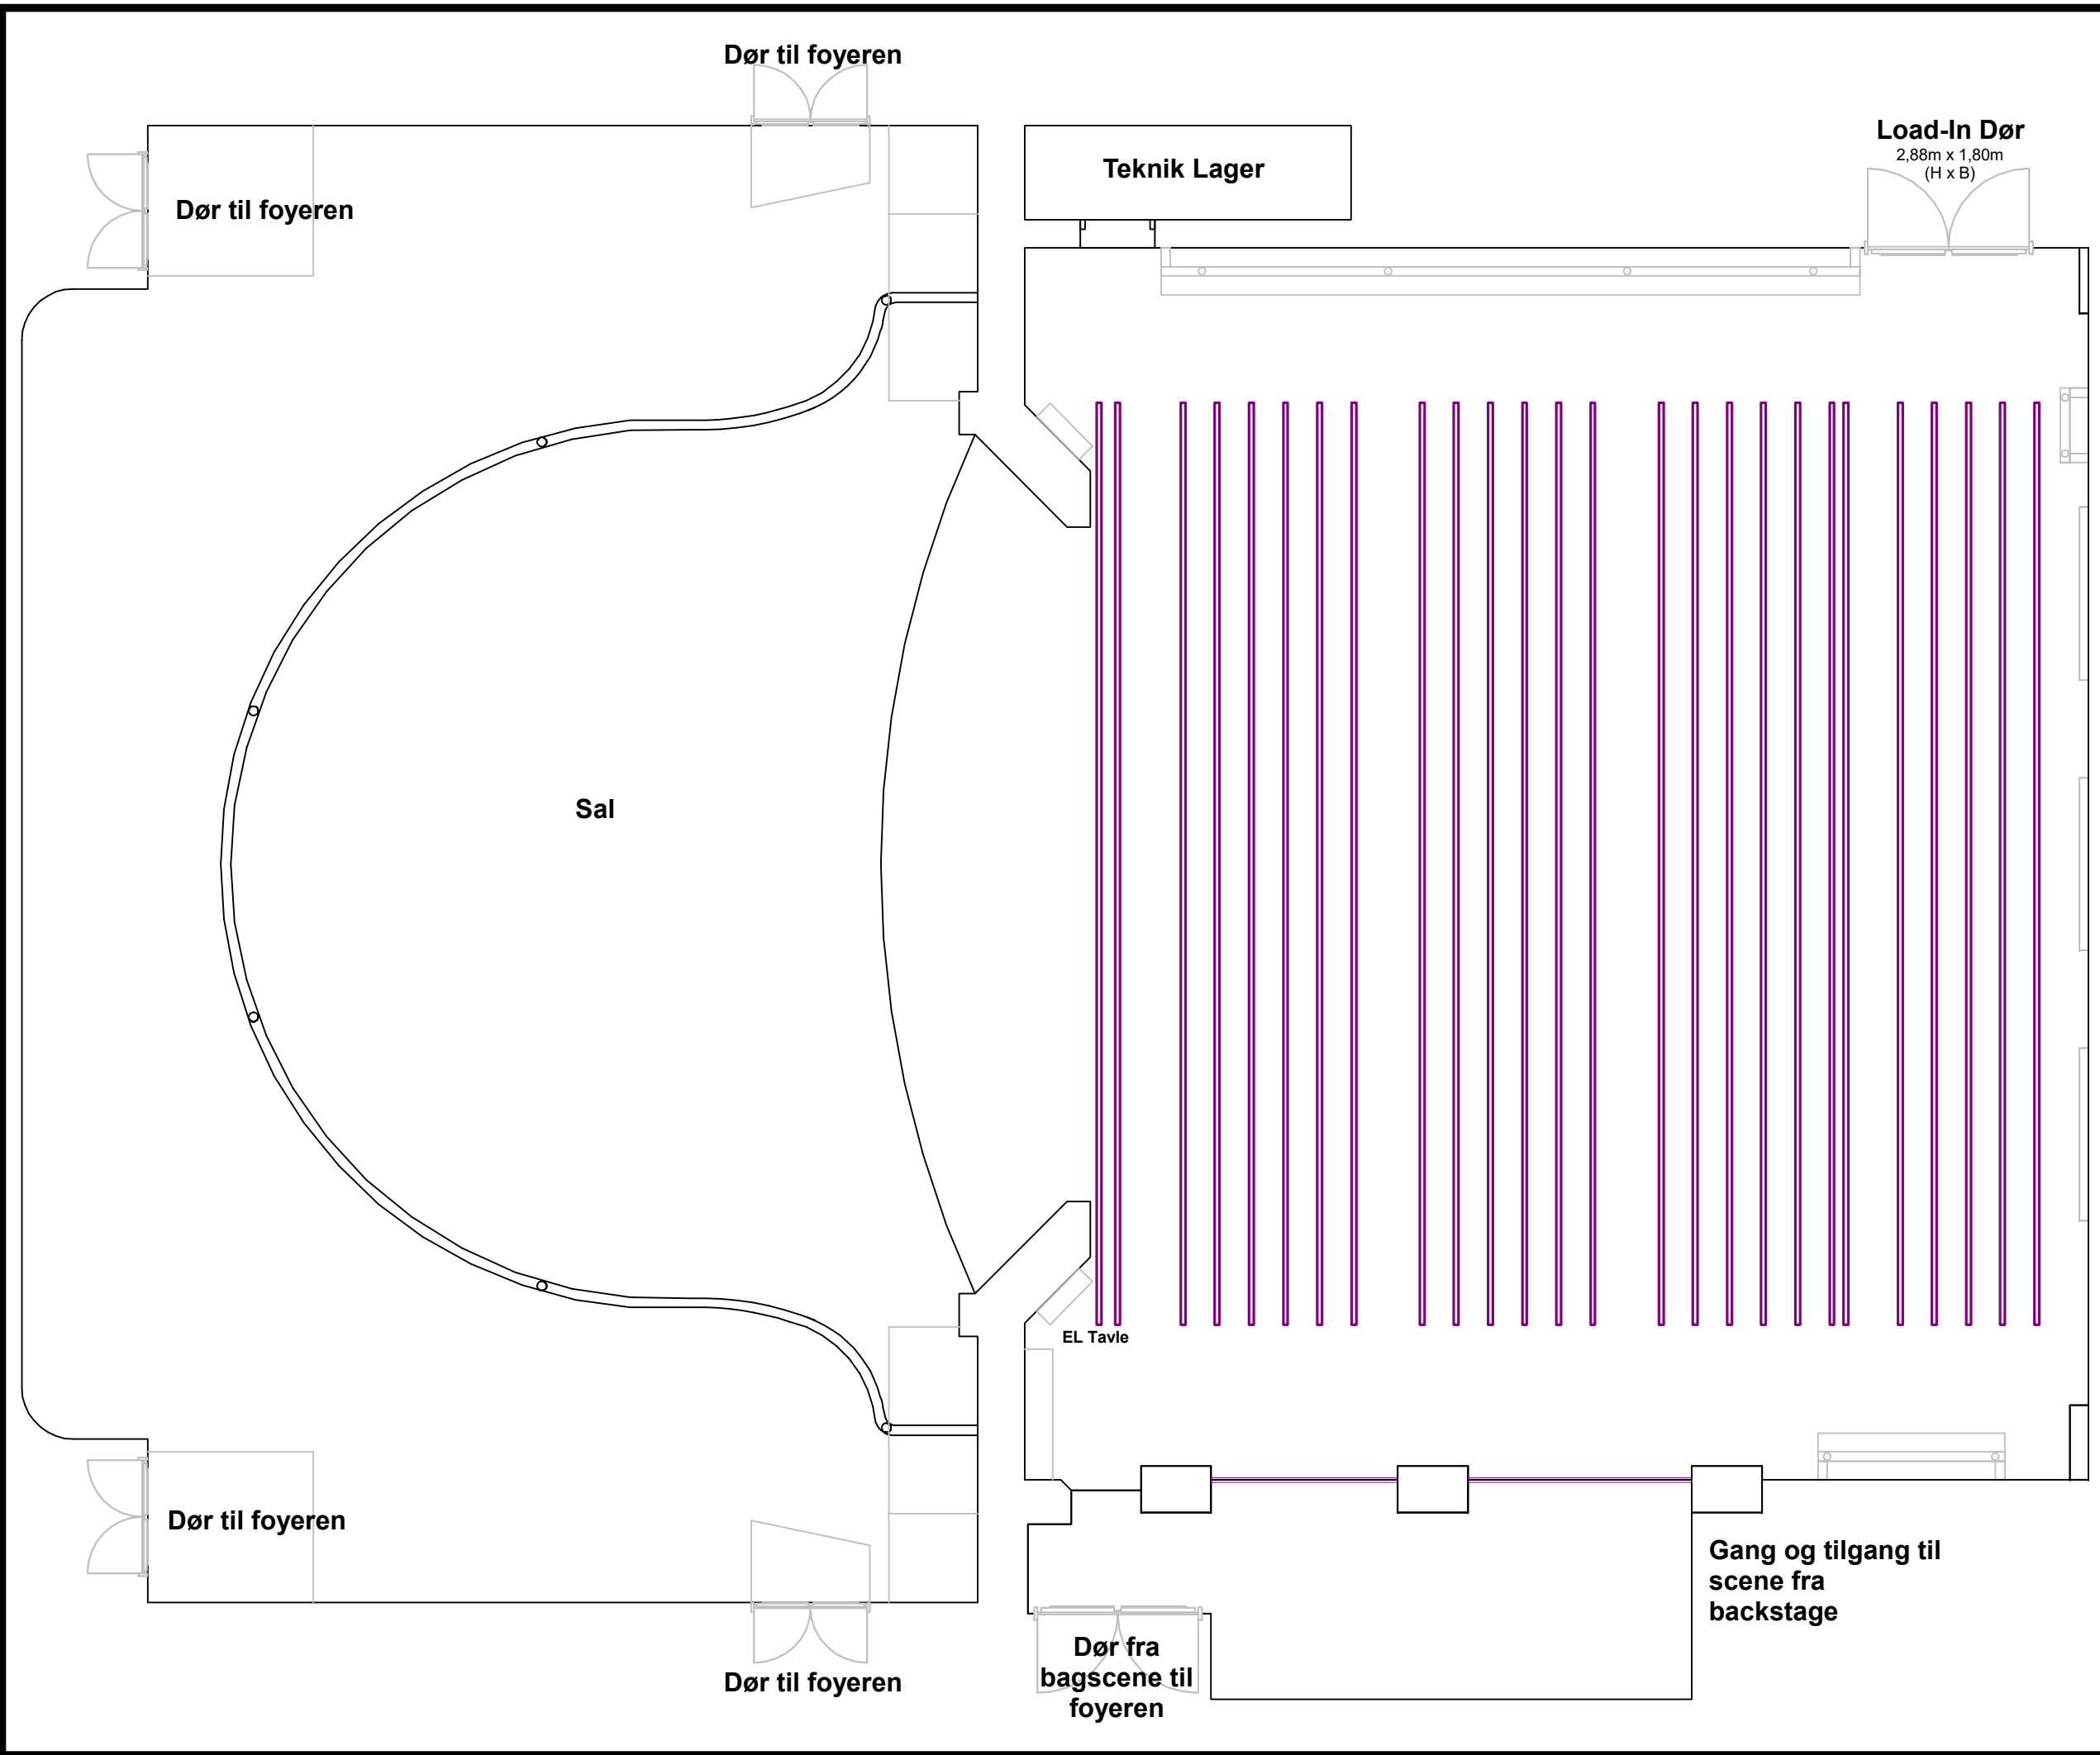 Dør til foyeren
Load-In Dør
2,88m x 1,80m
(H x B)
Teknik Lager
Dør til foyeren
Sal
EL Tavle
Dør til foyeren
Gang og tilgang til
scene fra
backstage
Dør fra
bagscene til
foyeren
Dør til foyeren